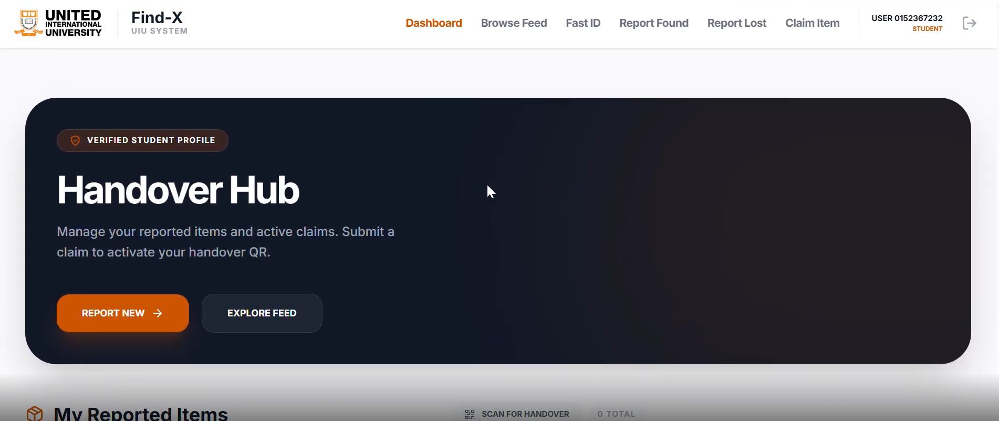 UNITED
INTERNATIONAL
UNIVERSITY
Find-X
UIU SYSTEM
Dashboard
Browse Feed
Fast ID
Report Found
Report Lost
Claim Item
USER 0152367232
STUDENT
VERIFIED STUDENT PROFILE
Handover Hub
Manage your reported items and active claims. Submit a
claim to activate your handover QR.
REPORT NEW
EXPLORE FEED
My Reported Items
SCAN FOR HANDOVER
0 TOTAL